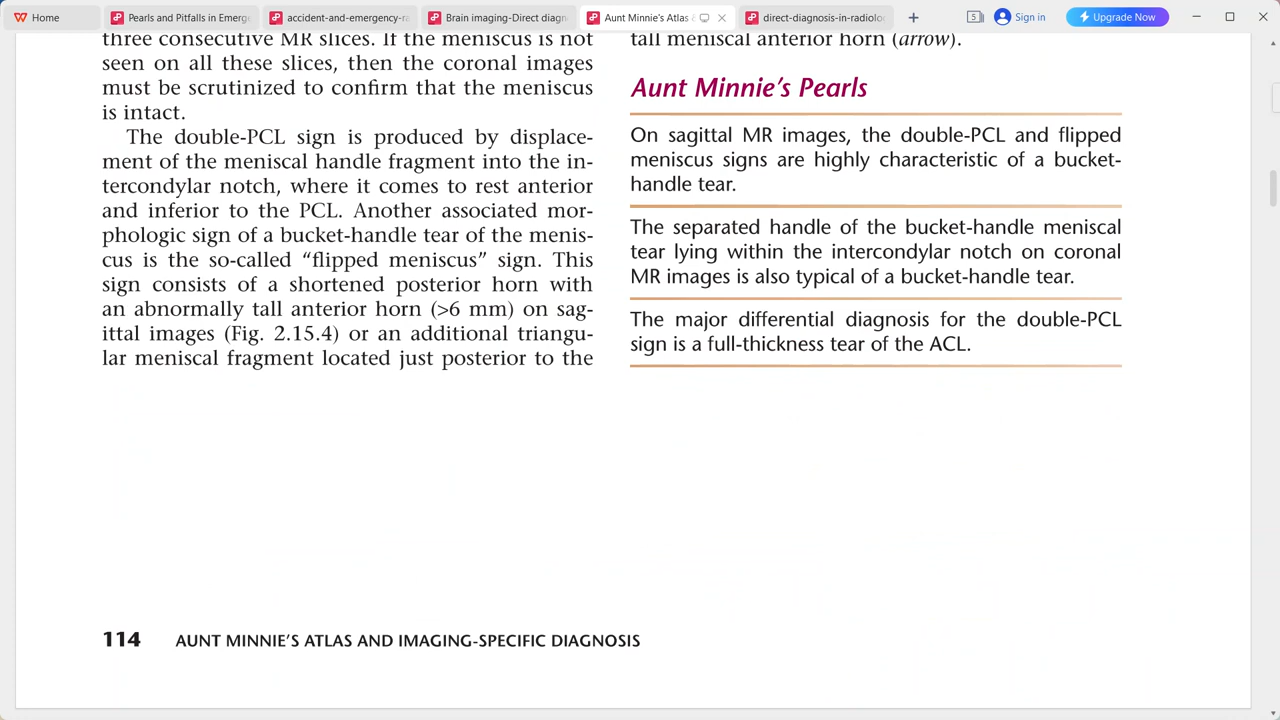 Home
Pearls and Pitfalls in Emerg
accident-and-emergency-ra
Brain imaging-Direct diagn
Aunt Minnie's Atlas
direct-diagnosis-in-radiolo
5
Sign in
Upgrade Now
three consecutive MR slices. If the meniscus is not
seen on all these slices, then the coronal images
must be scrutinized to confirm that the meniscus
is intact.
The double-PCL sign is produced by displace-
ment of the meniscal handle fragment into the in-
tercondylar notch, where it comes to rest anterior
and inferior to the PCL. Another associated mor-
phologic sign of a bucket-handle tear of the menis-
cus is the so-called “flipped meniscus” sign. This
sign consists of a shortened posterior horn with
an abnormally tall anterior horn (>6 mm) on sag-
ittal images (Fig. 2.15.4) or an additional triangu-
lar meniscal fragment located just posterior to the
tall meniscal anterior horn (arrow).
Aunt Minnie's Pearls
On sagittal MR images, the double-PCL and flipped
meniscus signs are highly characteristic of a bucket-
handle tear.
The separated handle of the bucket-handle meniscal
tear lying within the intercondylar notch on coronal
MR images is also typical of a bucket-handle tear.
The major differential diagnosis for the double-PCL
sign is a full-thickness tear of the ACL.
114 AUNT MINNIE'S ATLAS AND IMAGING-SPECIFIC DIAGNOSIS